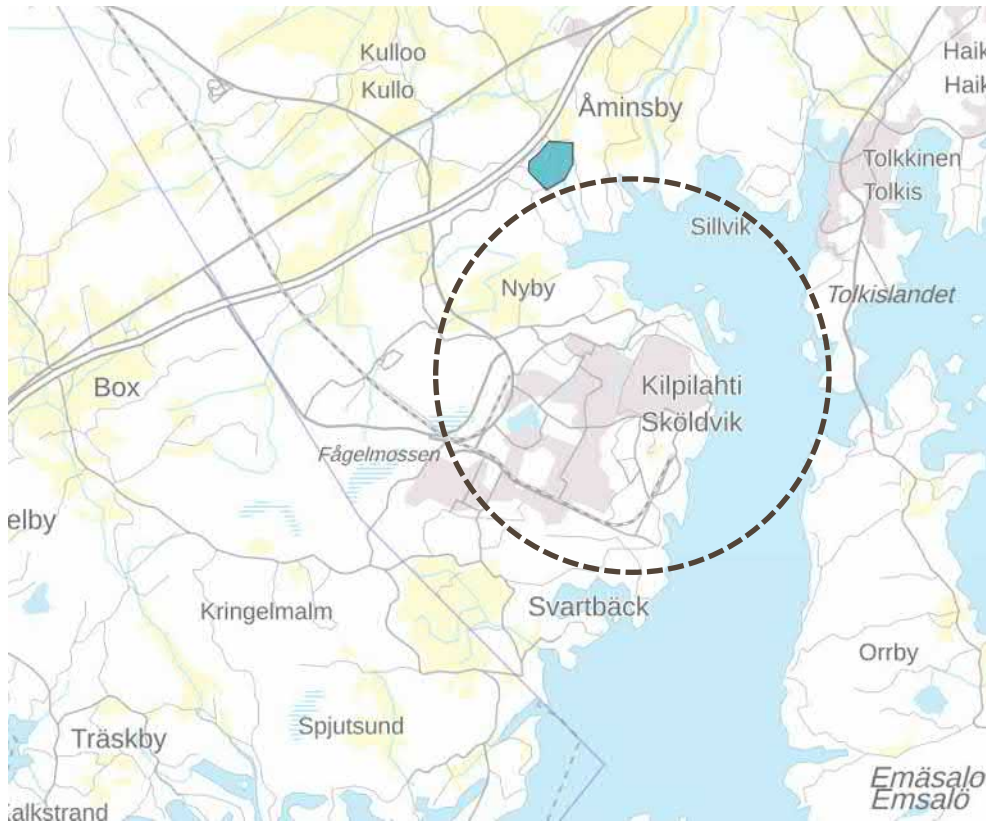 Kulloo
Kullo
Åminsby
Haik
Haik
Tolkkinen
Tolkis
Sillvik
Nyby
Tolkislandet
Box
Kilpilahti
Sköldvik
Fågelmossen
elby
Kringelmalm
Svartbäck
Orrby
Spjutsund
Träskby
Emäsalo
Emsalö
alkstrand